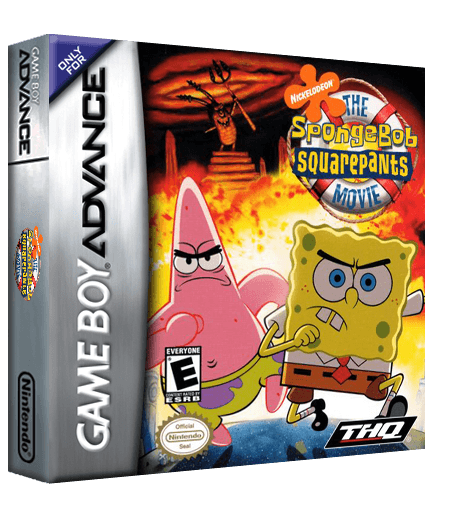 GAME BOY
ADVANCE
Nintendo
ONLY
FOR
GAME BOY ADVANCE
NICKELODEON
THE
SpongeBob
SQUAREPANTS
MOVIE
EVERYONE
E
CONTENT RATED BY
ESRB
Official
Nintendo
Seal
THQ